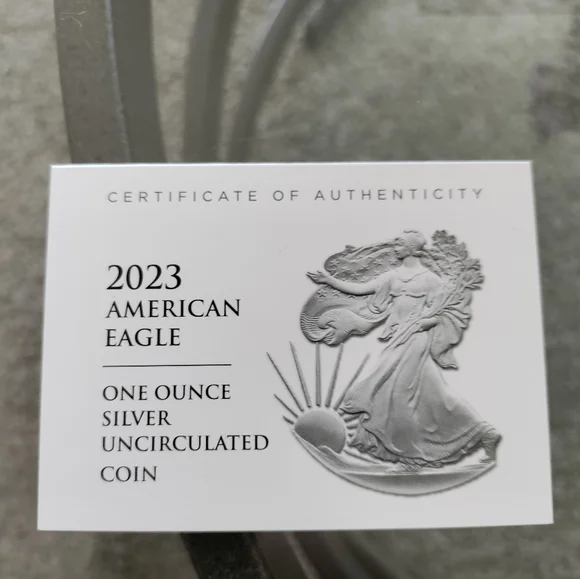 CERTIFICATE OF AUTHENTICITY
2023
AMERICAN
EAGLE
ONE OUNCE
SILVER
UNCIRCULATED
COIN